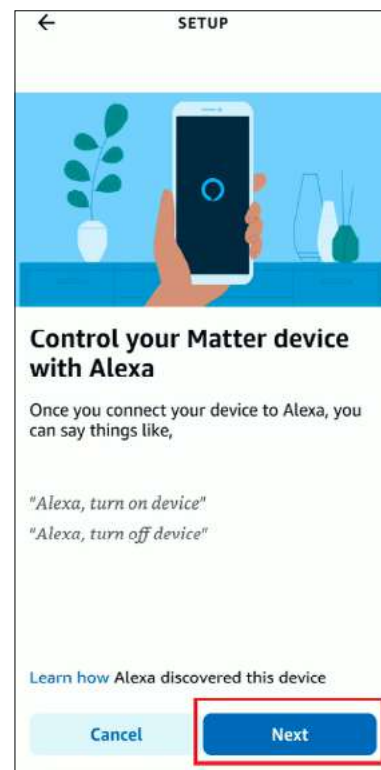 SETUP
Control your Matter device
with Alexa
Once you connect your device to Alexa, you
can say things like,
"Alexa, turn on device"
"Alexa, turn off device"
Learn how Alexa discovered this device
Cancel
Next